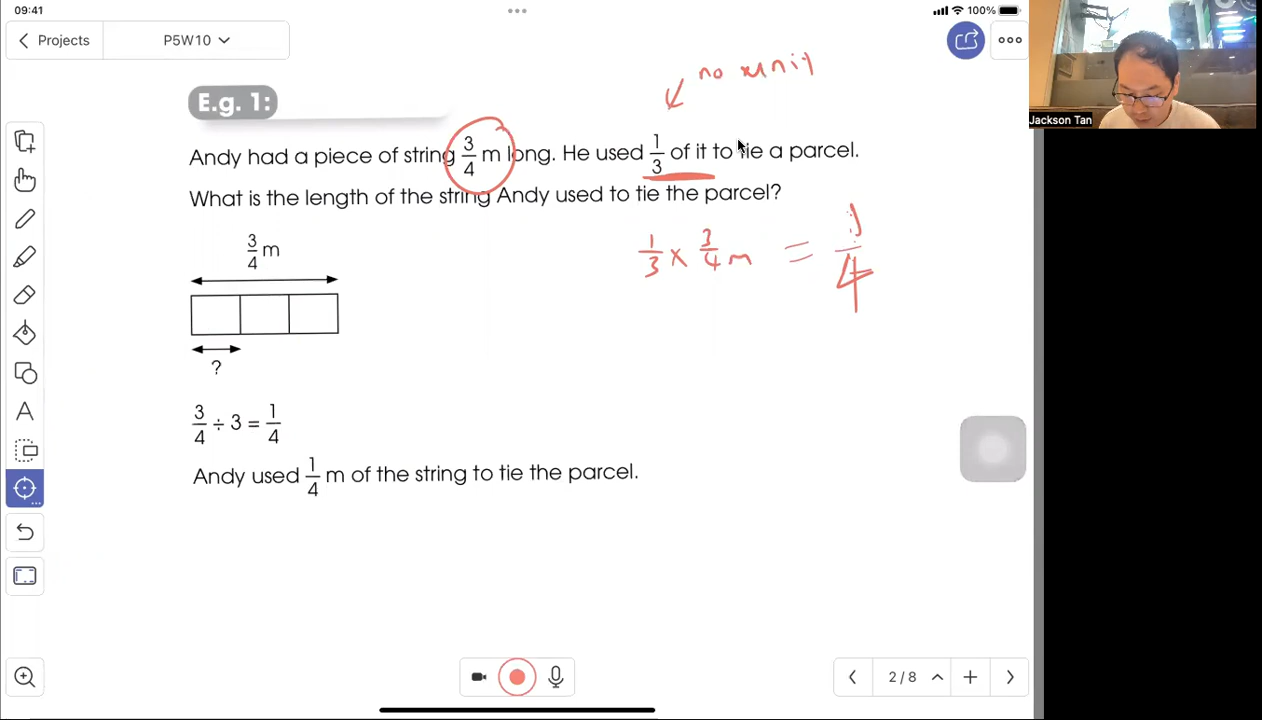 09:41
100%
Projects
P5W10
E.g. 1:
no unit
Andy had a piece of string 3/4 m long. He used 1/3 of it to tie a parcel.
What is the length of the string Andy used to tie the parcel?
3/4 m
1/3 × 3/4 m = 1/4
?
3/4 ÷ 3 = 1/4
Andy used 1/4 m of the string to tie the parcel.
A
2 / 8
Jackson Tan